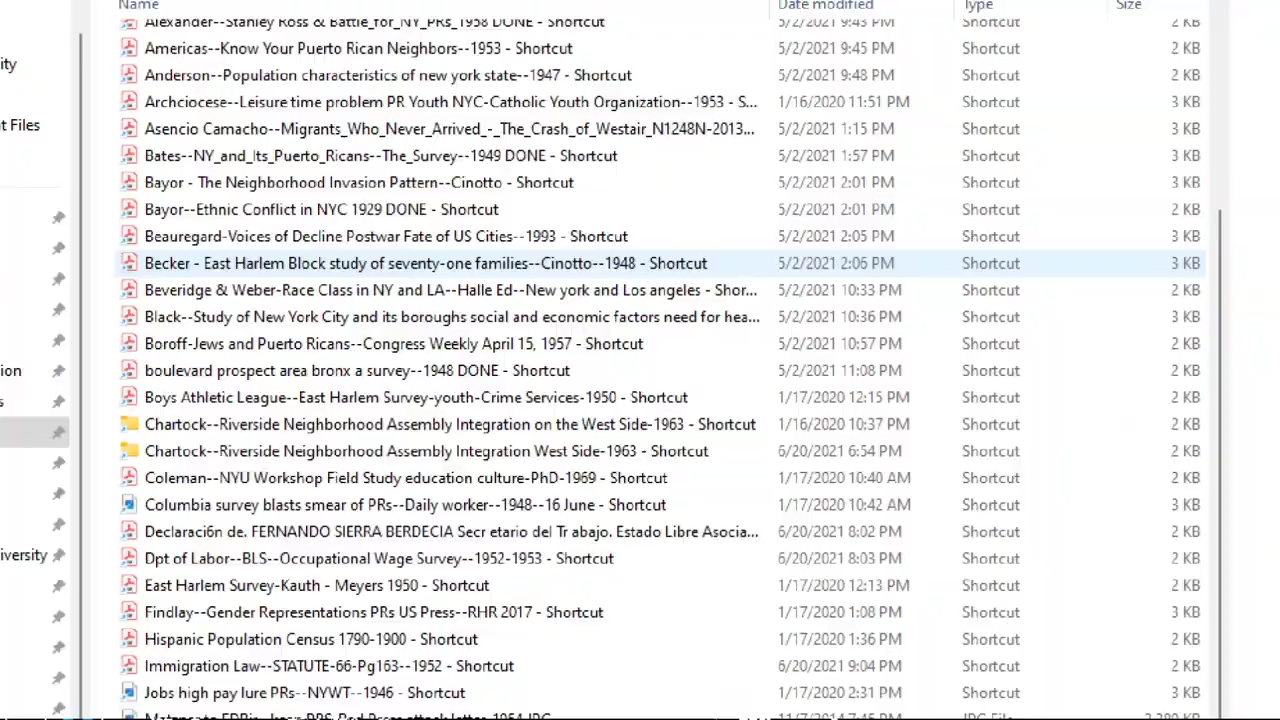 Name Date modified Type Size
Alexander--Stanley Ross & Battle_for_NY_PRs_1958 DONE - Shortcut 5/2/2021 9:43 PM Shortcut 2 KB
Americas--Know Your Puerto Rican Neighbors--1953 - Shortcut 5/2/2021 9:45 PM Shortcut 2 KB
ity
Anderson--Population characteristics of new york state--1947 - Shortcut 5/2/2021 9:48 PM Shortcut 2 KB
Archciocese--Leisure time problem PR Youth NYC-Catholic Youth Organization--1953 - S... 1/16/2020 11:51 PM Shortcut 3 KB
t Files
Asencio Camacho--Migrants_Who_Never_Arrived_-_The_Crash_of_Westair_N1248N-2013... 5/2/2021 1:15 PM Shortcut 3 KB
Bates--NY_and_Its_Puerto_Ricans--The_Survey--1949 DONE - Shortcut 5/2/2021 1:57 PM Shortcut 3 KB
Bayor - The Neighborhood Invasion Pattern--Cinotto - Shortcut 5/2/2021 2:01 PM Shortcut 3 KB
Bayor--Ethnic Conflict in NYC 1929 DONE - Shortcut 5/2/2021 2:01 PM Shortcut 3 KB
Beauregard-Voices of Decline Postwar Fate of US Cities--1993 - Shortcut 5/2/2021 2:05 PM Shortcut 3 KB
Becker - East Harlem Block study of seventy-one families--Cinotto--1948 - Shortcut 5/2/2021 2:06 PM Shortcut 3 KB
Beveridge & Weber-Race Class in NY and LA--Halle Ed--New york and Los angeles - Shor... 5/2/2021 10:33 PM Shortcut 3 KB
Black--Study of New York City and its boroughs social and economic factors need for hea... 5/2/2021 10:36 PM Shortcut 3 KB
Boroff-Jews and Puerto Ricans--Congress Weekly April 15, 1957 - Shortcut 5/2/2021 10:57 PM Shortcut 3 KB
ion
boulevard prospect area bronx a survey--1948 DONE - Shortcut 5/2/2021 11:08 PM Shortcut 2 KB
s
Boys Athletic League--East Harlem Survey-youth-Crime Services-1950 - Shortcut 1/17/2020 12:15 PM Shortcut 3 KB
Chartock--Riverside Neighborhood Assembly Integration on the West Side-1963 - Shortcut 1/16/2020 10:37 PM Shortcut 2 KB
Chartock--Riverside Neighborhood Assembly Integration West Side-1963 - Shortcut 6/20/2021 6:54 PM Shortcut 2 KB
Coleman--NYU Workshop Field Study education culture-PhD-1969 - Shortcut 1/17/2020 10:40 AM Shortcut 2 KB
Columbia survey blasts smear of PRs--Daily worker--1948--16 June - Shortcut 1/17/2020 10:42 AM Shortcut 3 KB
Declaración de. FERNANDO SIERRA BERDECIA Secr etario del Tr abajo. Estado Libre Asocia... 6/20/2021 8:02 PM Shortcut 3 KB
iversity
Dpt of Labor--BLS--Occupational Wage Survey--1952-1953 - Shortcut 6/20/2021 8:03 PM Shortcut 2 KB
East Harlem Survey-Kauth - Meyers 1950 - Shortcut 1/17/2020 12:13 PM Shortcut 2 KB
Findlay--Gender Representations PRs US Press--RHR 2017 - Shortcut 1/17/2020 1:08 PM Shortcut 3 KB
Hispanic Population Census 1790-1900 - Shortcut 1/17/2020 1:36 PM Shortcut 2 KB
Immigration Law--STATUTE-66-Pg163--1952 - Shortcut 6/20/2021 9:04 PM Shortcut 2 KB
Jobs high pay lure PRs--NYWT--1946 - Shortcut 1/17/2020 2:31 PM Shortcut 3 KB